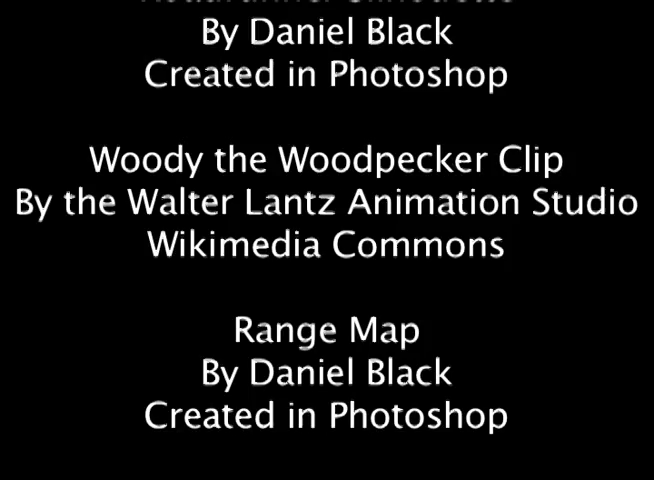 By Daniel Black
Created in Photoshop
Woody the Woodpecker Clip
By the Walter Lantz Animation Studio
Wikimedia Commons
Range Map
By Daniel Black
Created in Photoshop